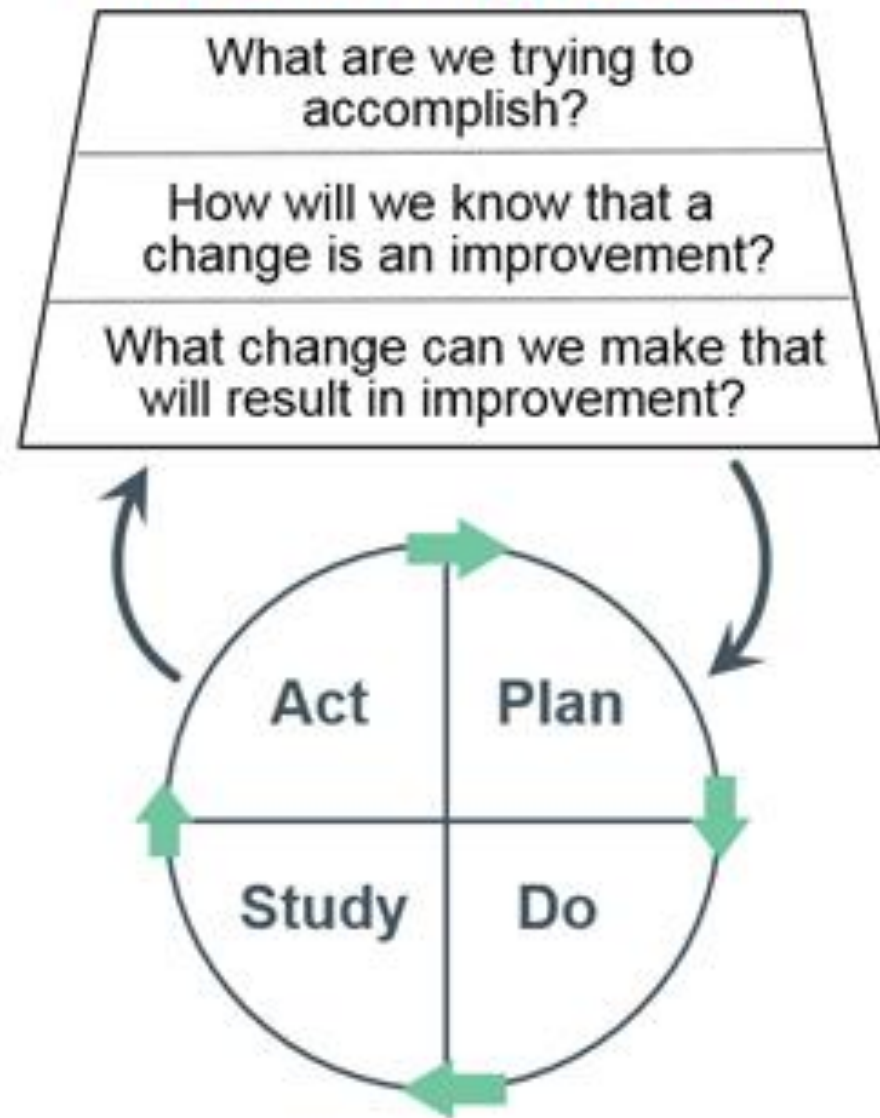 What are we trying to
accomplish?
How will we know that a
change is an improvement?
What change can we make that
will result in improvement?
Act
Plan
Study
Do